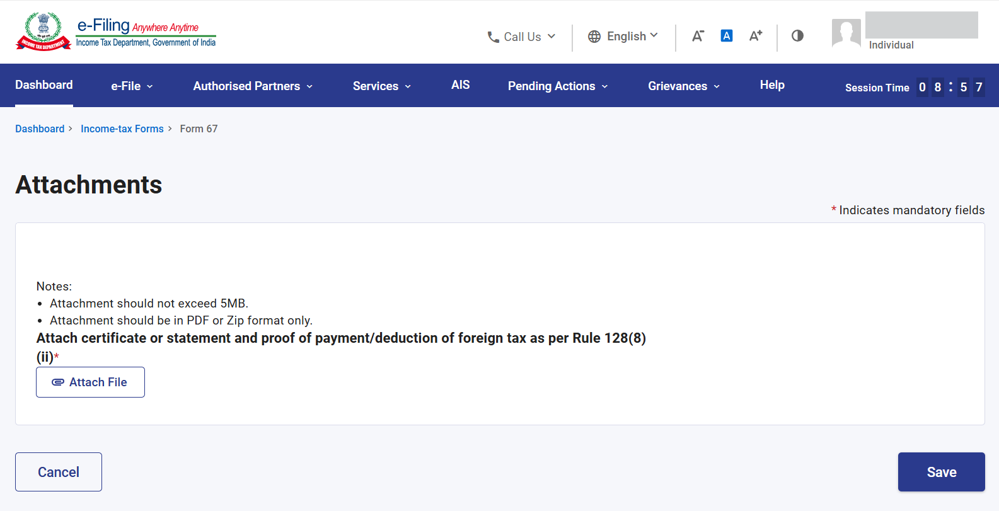 e-Filing Anywhere Anytime
Income Tax Department, Government of India
INCOME TAX DEPARTMENT
Call Us
English
A-
A
A+
Individual
Dashboard
e-File
Authorised Partners
Services
AIS
Pending Actions
Grievances
Help
Session Time 0 8 : 5 7
Dashboard > Income-tax Forms > Form 67
Attachments
* Indicates mandatory fields
Notes:
• Attachment should not exceed 5MB.
• Attachment should be in PDF or Zip format only.
Attach certificate or statement and proof of payment/deduction of foreign tax as per Rule 128(8)
(ii)*
Attach File
Cancel
Save